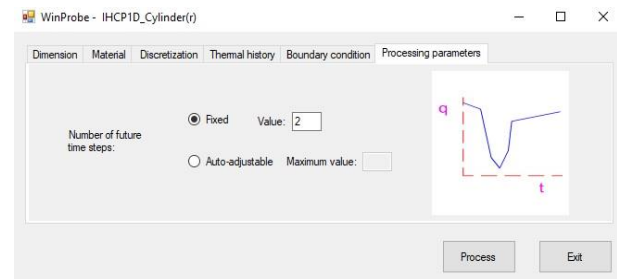 WinProbe - IHCP1D_Cylinder(r)
Dimension Material Discretization Thermal history Boundary condition Processing parameters
Number of future
time steps:
Fixed Value: 2
Auto-adjustable Maximum value:
q
t
Process Exit